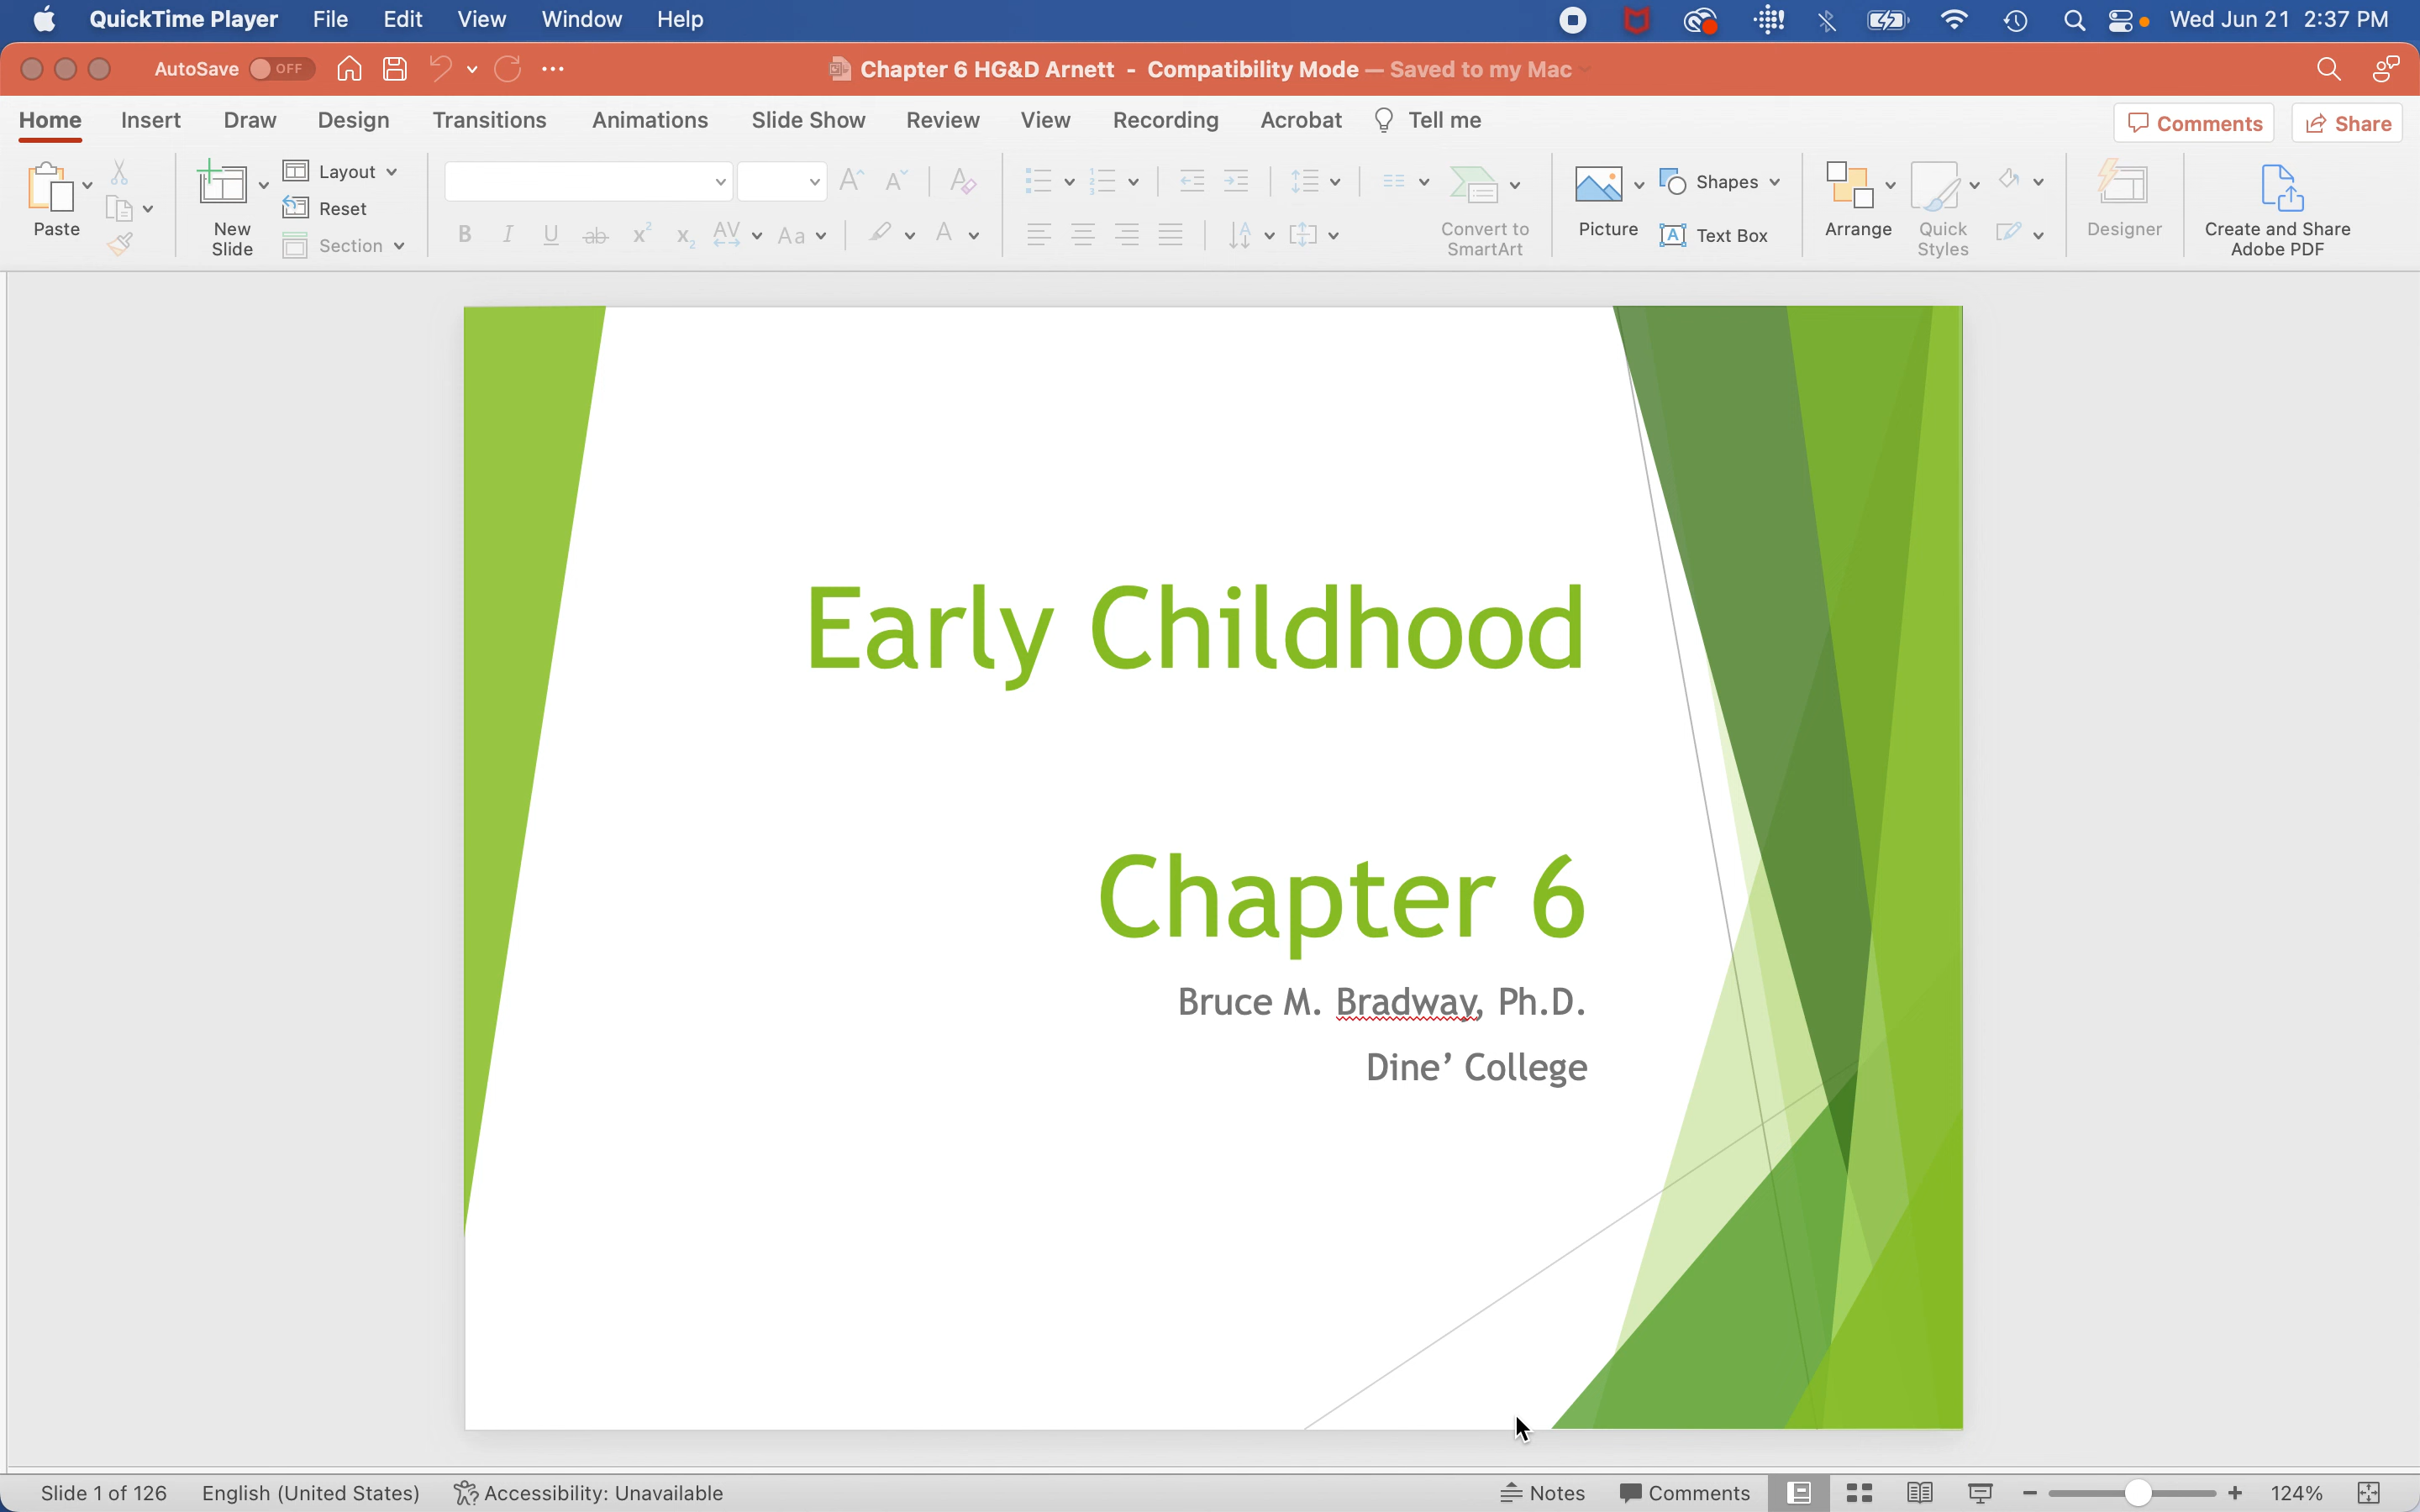 QuickTime Player File Edit View Window Help Wed Jun 21 2:37 PM
AutoSave OFF Chapter 6 HG&D Arnett - Compatibility Mode — Saved to my Mac
Home Insert Draw Design Transitions Animations Slide Show Review View Recording Acrobat Tell me Comments Share
Paste
New
Slide
Layout
Reset
Section
Convert to
SmartArt
Picture
Shapes
Text Box
Arrange
Quick
Styles
Designer
Create and Share
Adobe PDF
Early Childhood
Chapter 6
Bruce M. Bradway, Ph.D.
Dine’ College
Slide 1 of 126 English (United States) Accessibility: Unavailable Notes Comments 124%